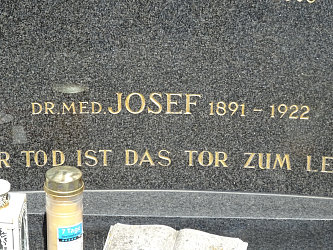 DR.MED. JOSEF 1891 - 1922
R TOD IST DAS TOR ZUM LE